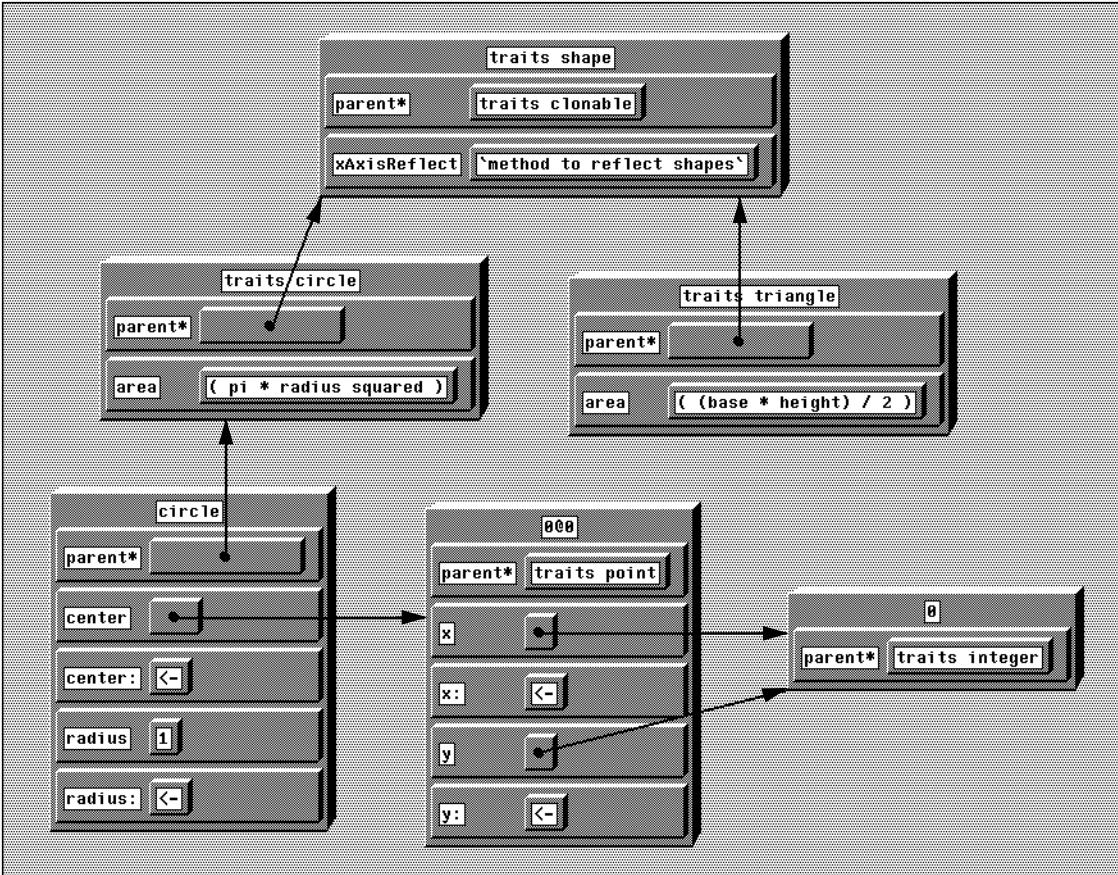 traits shape
parent* traits clonable
xAxisReflect `method to reflect shapes`
traits circle
parent*
area ( pi * radius squared )
traits triangle
parent*
area ( (base * height) / 2 )
circle
parent*
center
center: <-
radius 1
radius: <-
0@0
parent* traits point
x
x: <-
y
y: <-
0
parent* traits integer